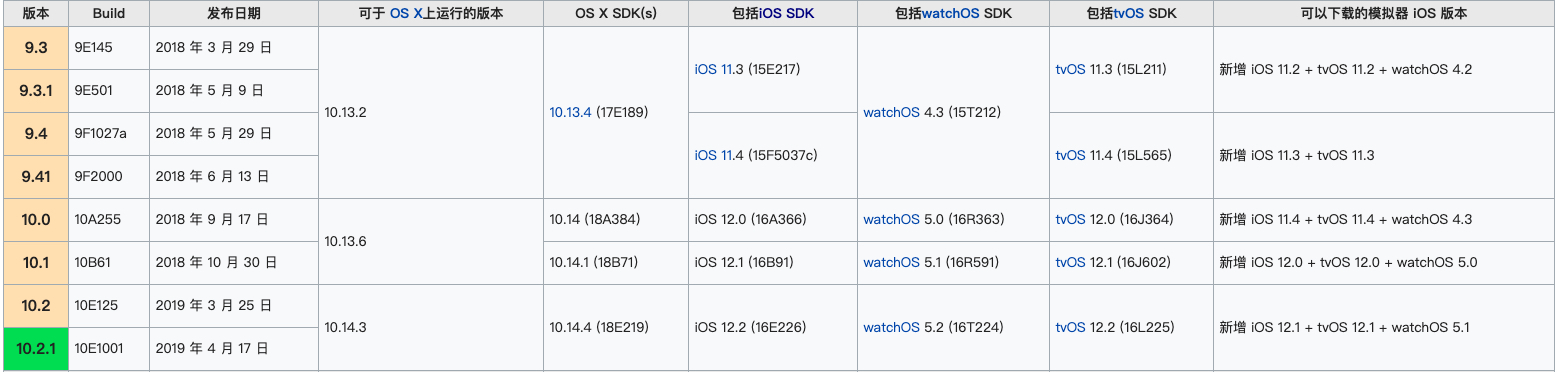 版本 Build 发布日期 可于 OS X上运行的版本 OS X SDK(s) 包括iOS SDK 包括watchOS SDK 包括tvOS SDK 可以下载的模拟器 iOS 版本
9.3 9E145 2018 年 3 月 29 日
iOS 11.3 (15E217) tvOS 11.3 (15L211) 新增 iOS 11.2 + tvOS 11.2 + watchOS 4.2
9.3.1 9E501 2018 年 5 月 9 日
10.13.2 10.13.4 (17E189) watchOS 4.3 (15T212)
9.4 9F1027a 2018 年 5 月 29 日
iOS 11.4 (15F5037c) tvOS 11.4 (15L565) 新增 iOS 11.3 + tvOS 11.3
9.41 9F2000 2018 年 6 月 13 日
10.0 10A255 2018 年 9 月 17 日 10.14 (18A384) iOS 12.0 (16A366) watchOS 5.0 (16R363) tvOS 12.0 (16J364) 新增 iOS 11.4 + tvOS 11.4 + watchOS 4.3
10.13.6
10.1 10B61 2018 年 10 月 30 日 10.14.1 (18B71) iOS 12.1 (16B91) watchOS 5.1 (16R591) tvOS 12.1 (16J602) 新增 iOS 12.0 + tvOS 12.0 + watchOS 5.0
10.2 10E125 2019 年 3 月 25 日
10.14.3 10.14.4 (18E219) iOS 12.2 (16E226) watchOS 5.2 (16T224) tvOS 12.2 (16L225) 新增 iOS 12.1 + tvOS 12.1 + watchOS 5.1
10.2.1 10E1001 2019 年 4 月 17 日